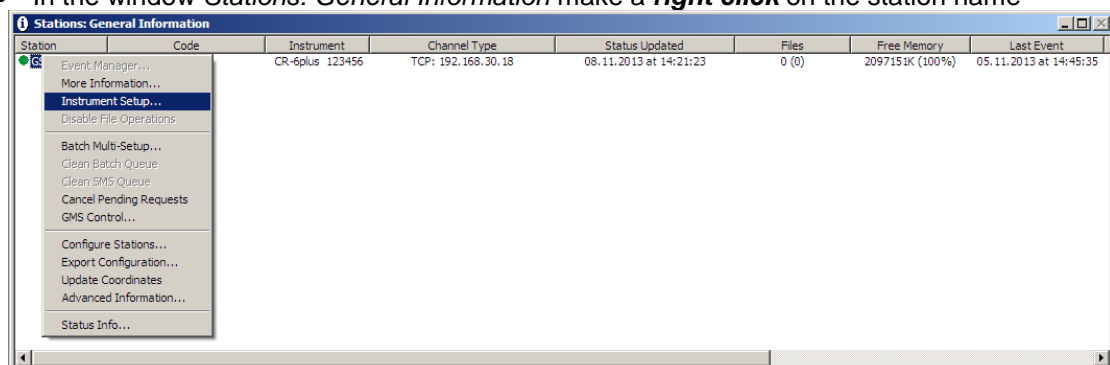 In the window Stations: General Information make a right click on the station name
Stations: General Information
Station Code Instrument Channel Type Status Updated Files Free Memory Last Event
CR-6plus 123456 TCP: 192.168.30.18 08.11.2013 at 14:21:23 0 (0) 2097151K (100%) 05.11.2013 at 14:45:35
Event Manager...
More Information...
Instrument Setup...
Disable File Operations
Batch Multi-Setup...
Clean Batch Queue
Clean SMS Queue
Cancel Pending Requests
GMS Control...
Configure Stations...
Export Configuration...
Update Coordinates
Advanced Information...
Status Info...